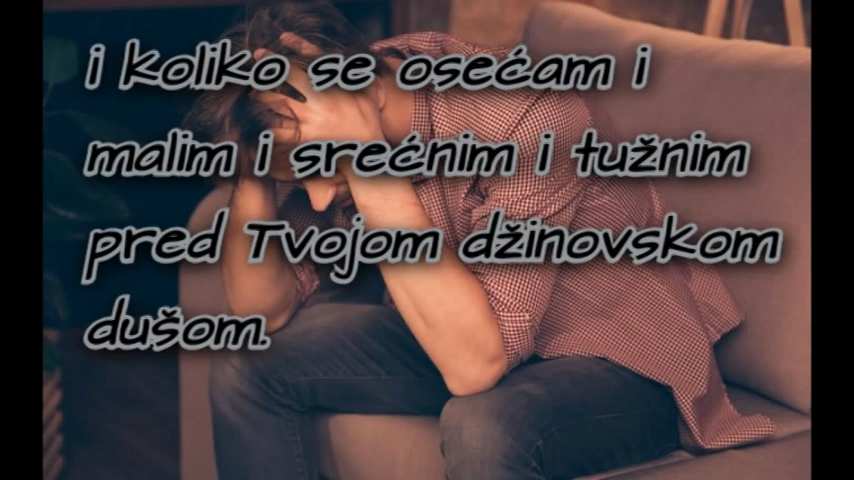 i koliko se osećam i
malim i srećnim i tužnim
pred Tvojom džinovskom
dušom.